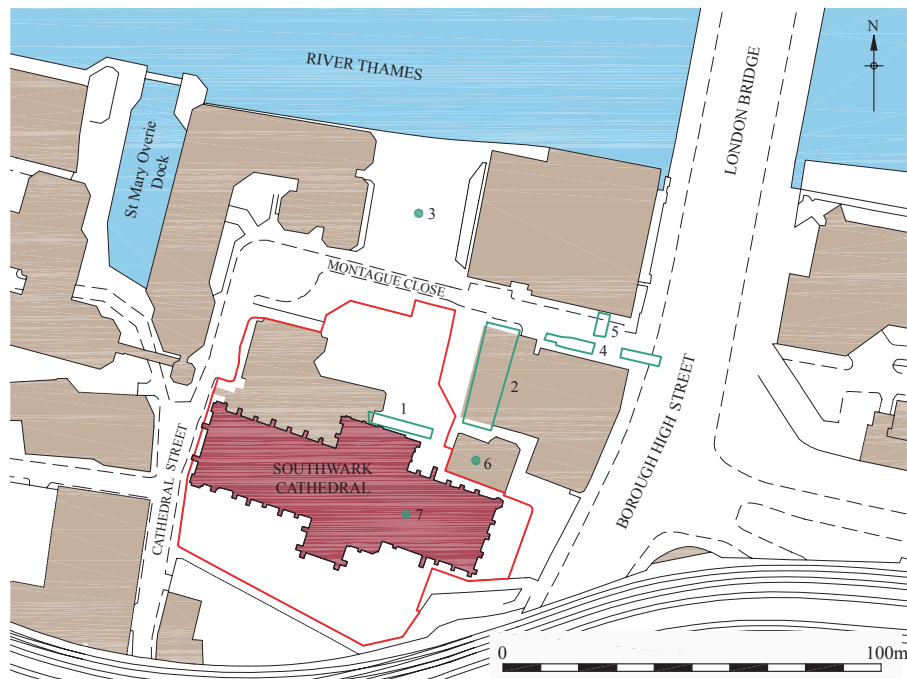 RIVER THAMES
N
LONDON BRIDGE
St Mary Overie
Dock
3
MONTAGUE CLOSE
5
4
2
1
BOROUGH HIGH STREET
6
SOUTHWARK
CATHEDRAL
7
CATHEDRAL STREET
0
100m